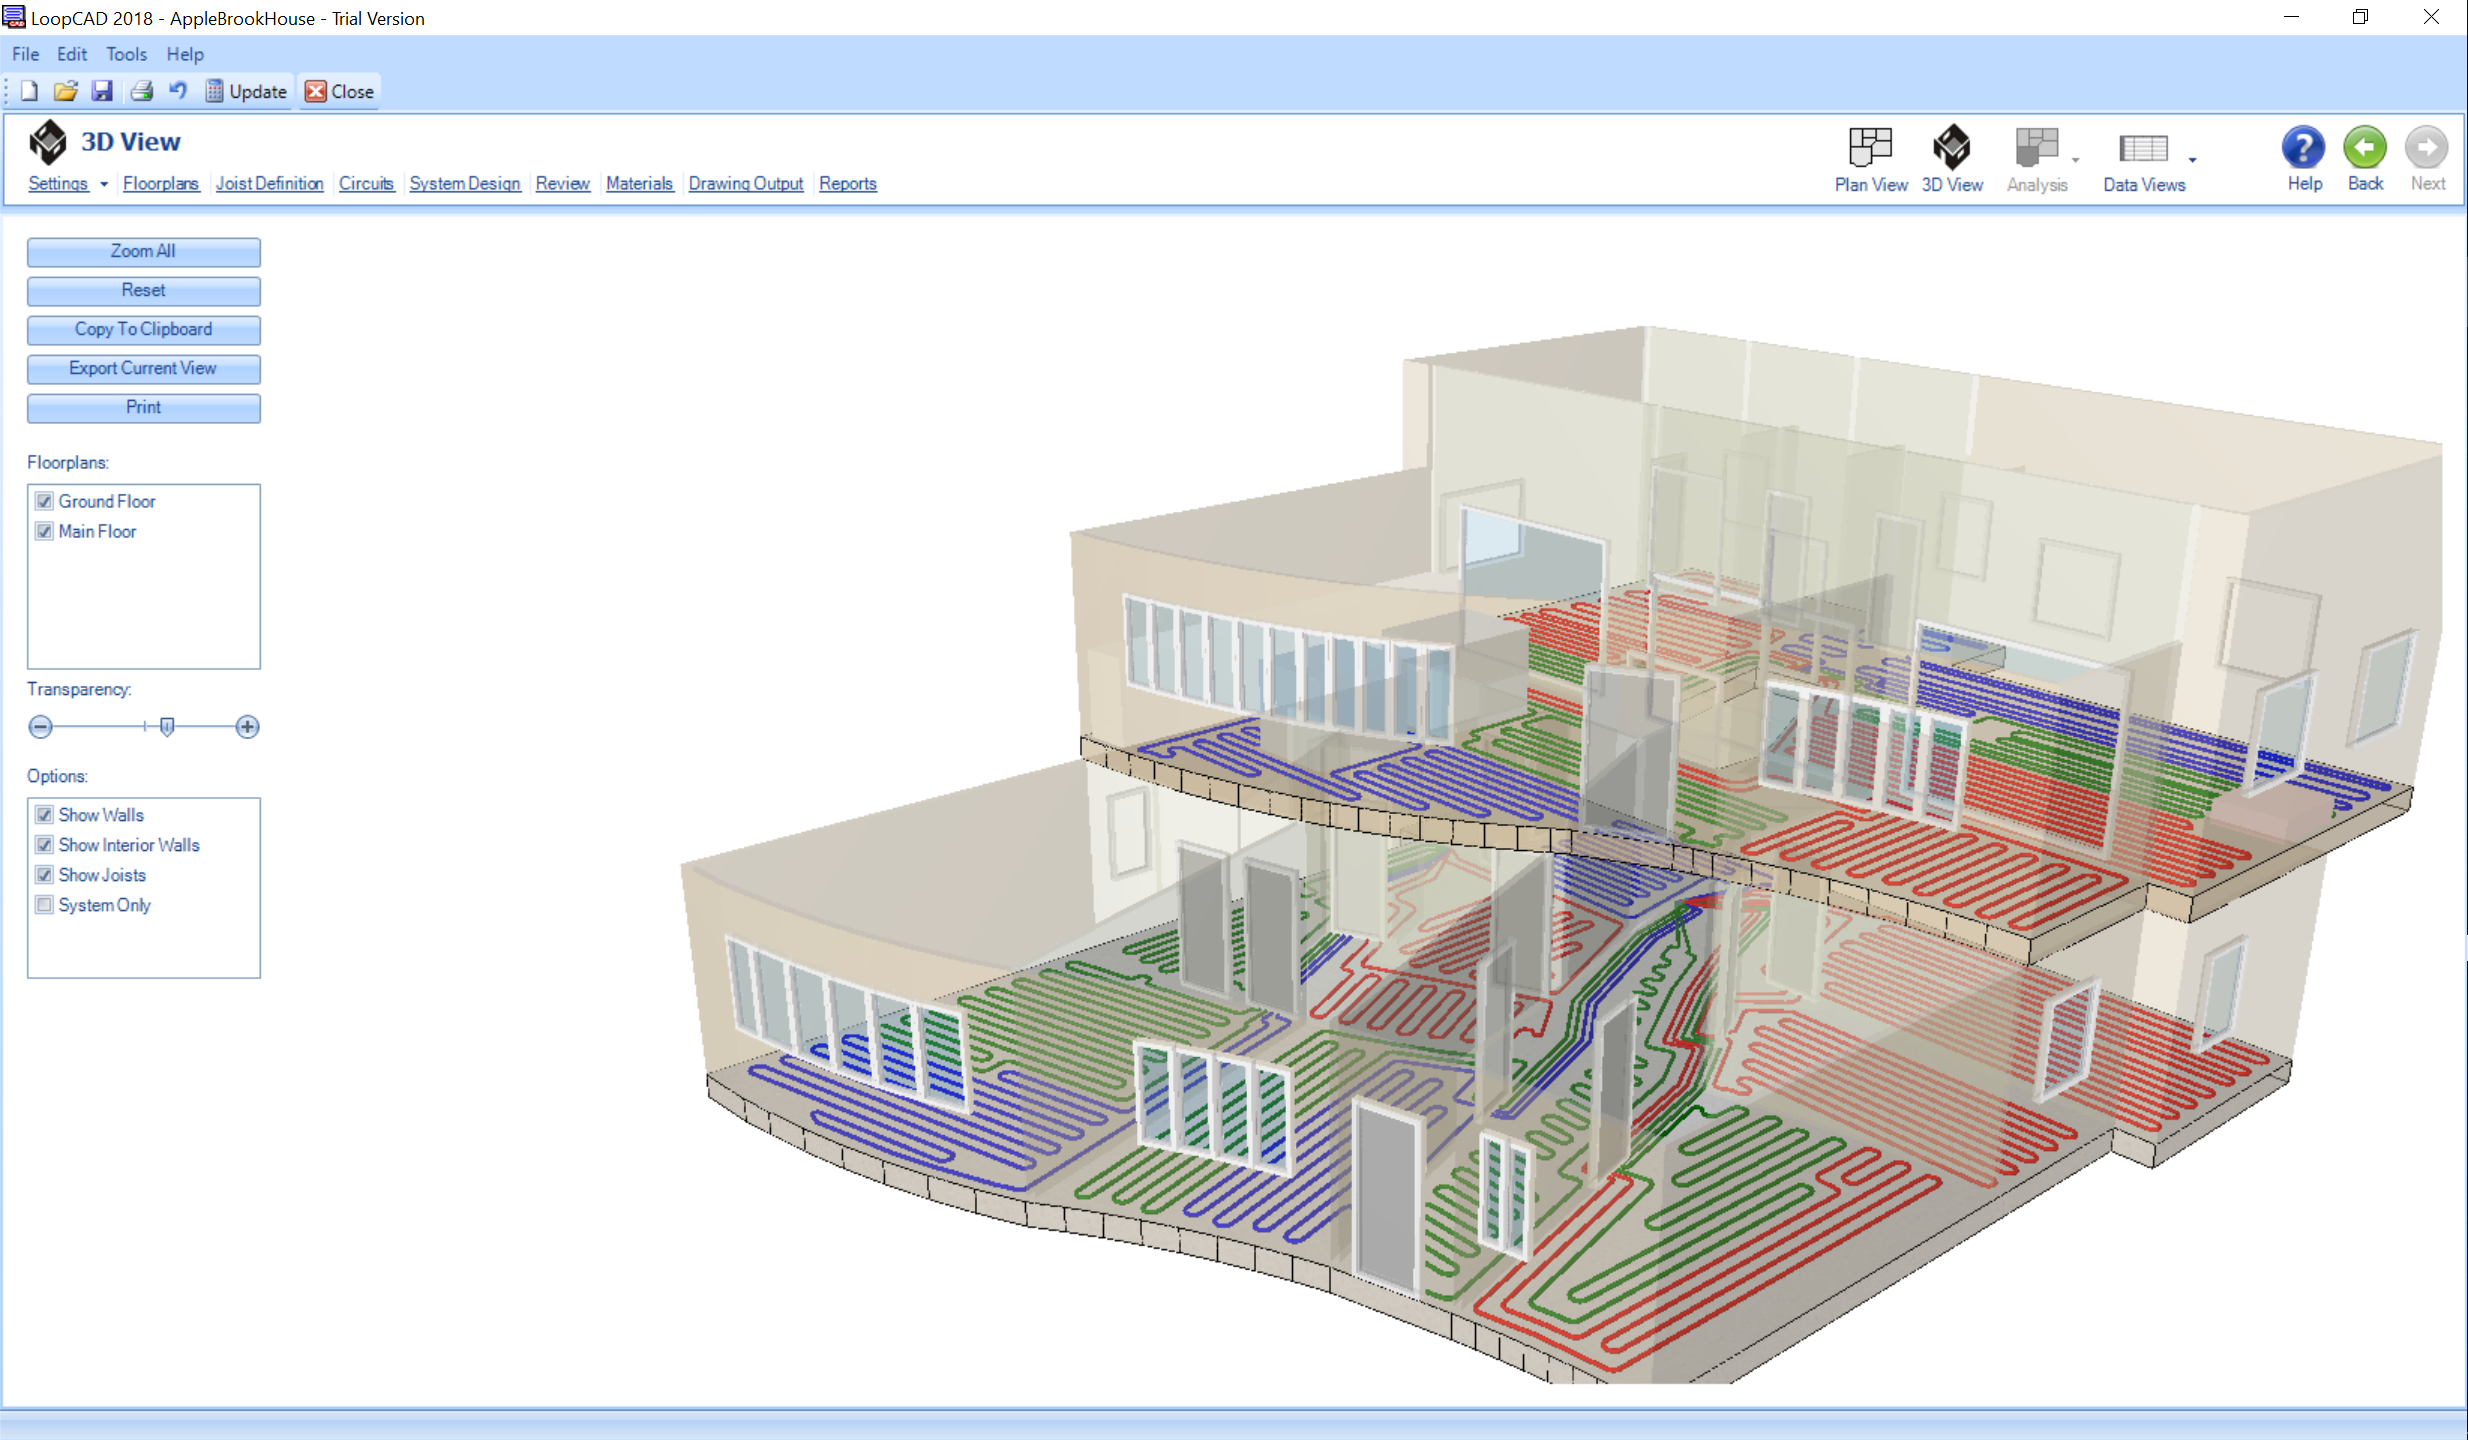 LoopCAD 2018 - AppleBrookHouse - Trial Version
File Edit Tools Help
Update Close
3D View
Settings Floorplans Joist Definition Circuits System Design Review Materials Drawing Output Reports
Plan View 3D View Analysis Data Views Help Back Next
Zoom All
Reset
Copy To Clipboard
Export Current View
Print
Floorplans:
Ground Floor
Main Floor
Transparency:
Options:
Show Walls
Show Interior Walls
Show Joists
System Only